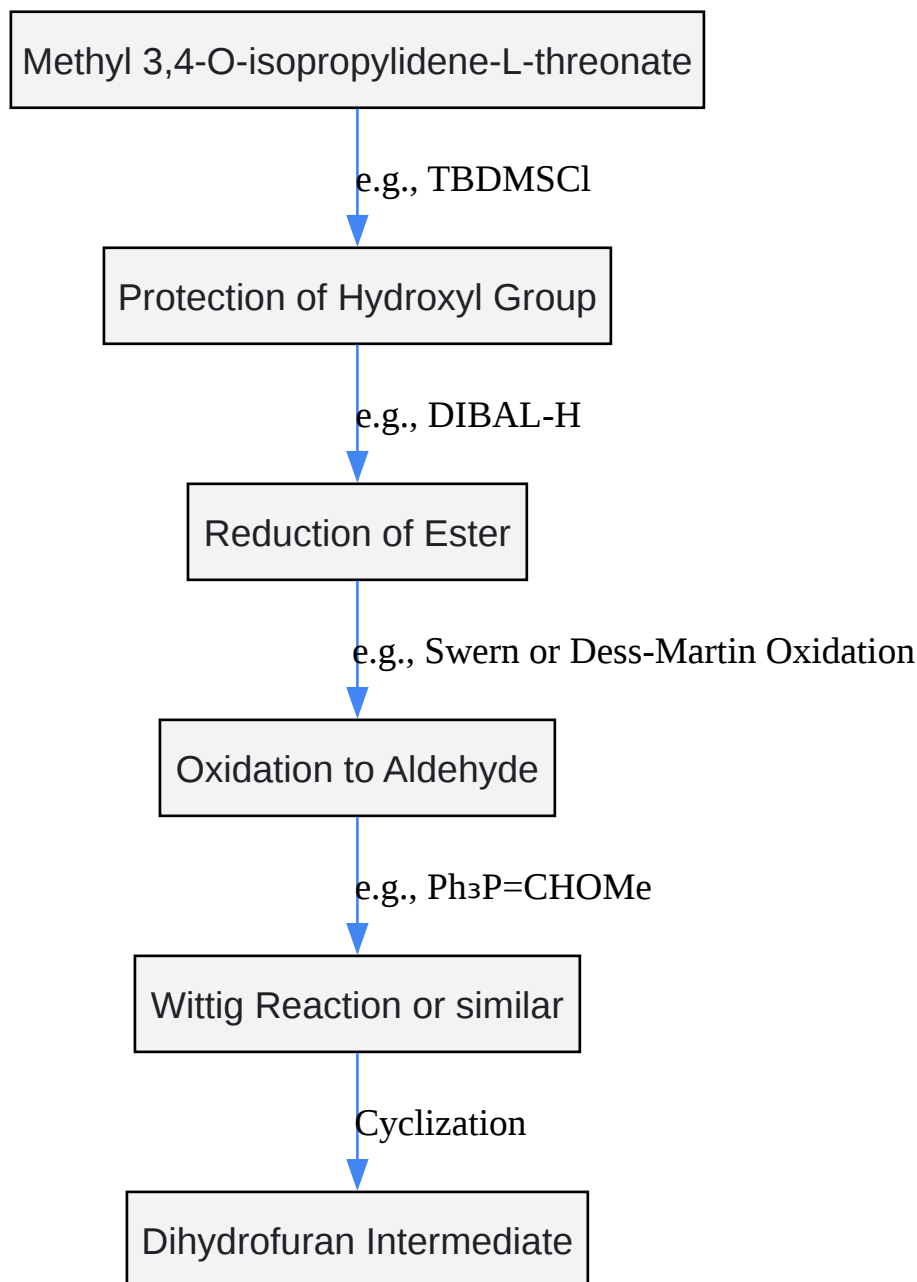 Methyl 3,4-O-isopropylidene-L-threonate
e.g., TBDMSCl
Protection of Hydroxyl Group
e.g., DIBAL-H
Reduction of Ester
e.g., Swern or Dess-Martin Oxidation
Oxidation to Aldehyde
e.g., Ph₃P=CHOMe
Wittig Reaction or similar
Cyclization
Dihydrofuran Intermediate